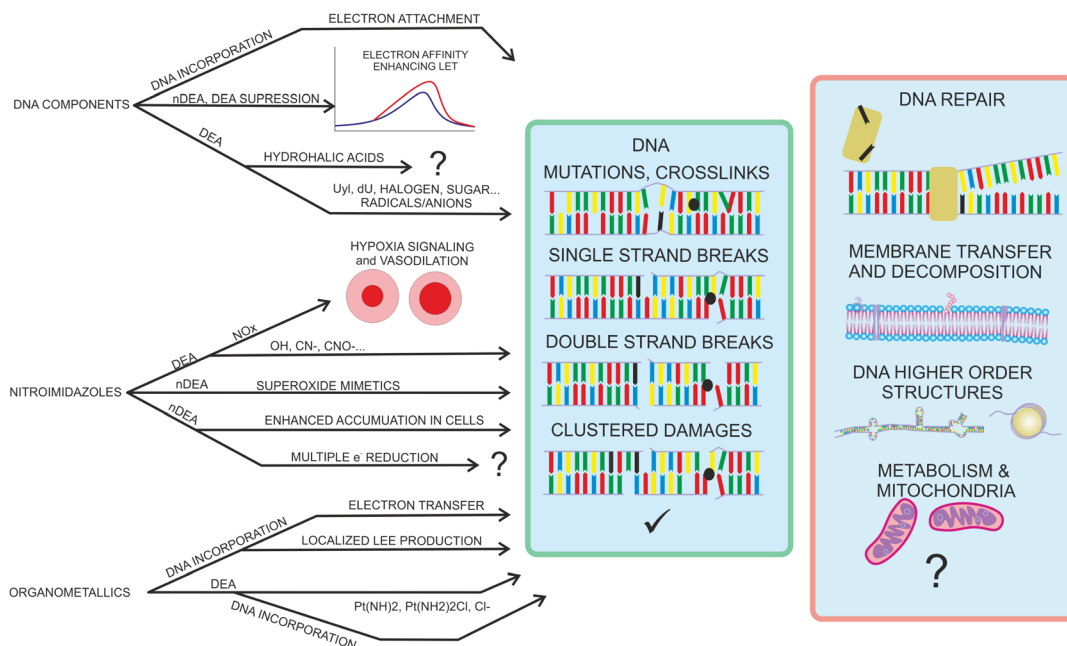 ELECTRON ATTACHMENT
DNA INCORPORATION
ELECTRON AFFINITY
ENHANCING LET
DNA COMPONENTS
nDEA, DEA SUPRESSION
DEA
HYDROHALIC ACIDS
?
Uyl, dU, HALOGEN, SUGAR...
RADICALS/ANIONS
HYPOXIA SIGNALING
and VASODILATION
NOx
DEA
OH, CN-, CNO-...
NITROIMIDAZOLES
nDEA
SUPEROXIDE MIMETICS
nDEA
ENHANCED ACCUMUATION IN CELLS
MULTIPLE e- REDUCTION
?
ELECTRON TRANSFER
DNA INCORPORATION
LOCALIZED LEE PRODUCTION
ORGANOMETALLICS
DEA
Pt(NH)2, Pt(NH2)2Cl, Cl-
DNA INCORPORATION
DNA
MUTATIONS, CROSSLINKS
SINGLE STRAND BREAKS
DOUBLE STRAND BREAKS
CLUSTERED DAMAGES
✓
DNA REPAIR
MEMBRANE TRANSFER
AND DECOMPOSITION
DNA HIGHER ORDER
STRUCTURES
METABOLISM &
MITOCHONDRIA
?